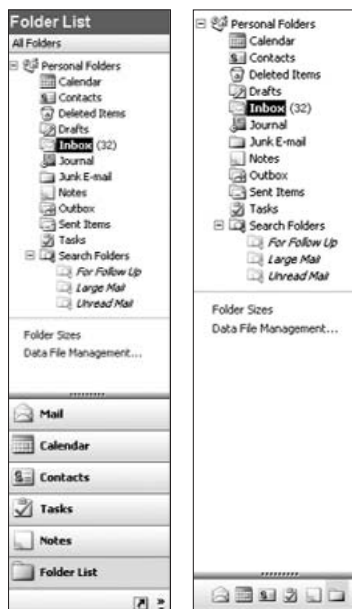 Folder List
All Folders
Personal Folders
Calendar
Contacts
Deleted Items
Drafts
Inbox (32)
Journal
Junk E-mail
Notes
Outbox
Sent Items
Tasks
Search Folders
For Follow Up
Large Mail
Unread Mail
Folder Sizes
Data File Management...
Mail
Calendar
Contacts
Tasks
Notes
Folder List
Personal Folders
Calendar
Contacts
Deleted Items
Drafts
Inbox (32)
Journal
Junk E-mail
Notes
Outbox
Sent Items
Tasks
Search Folders
For Follow Up
Large Mail
Unread Mail
Folder Sizes
Data File Management...